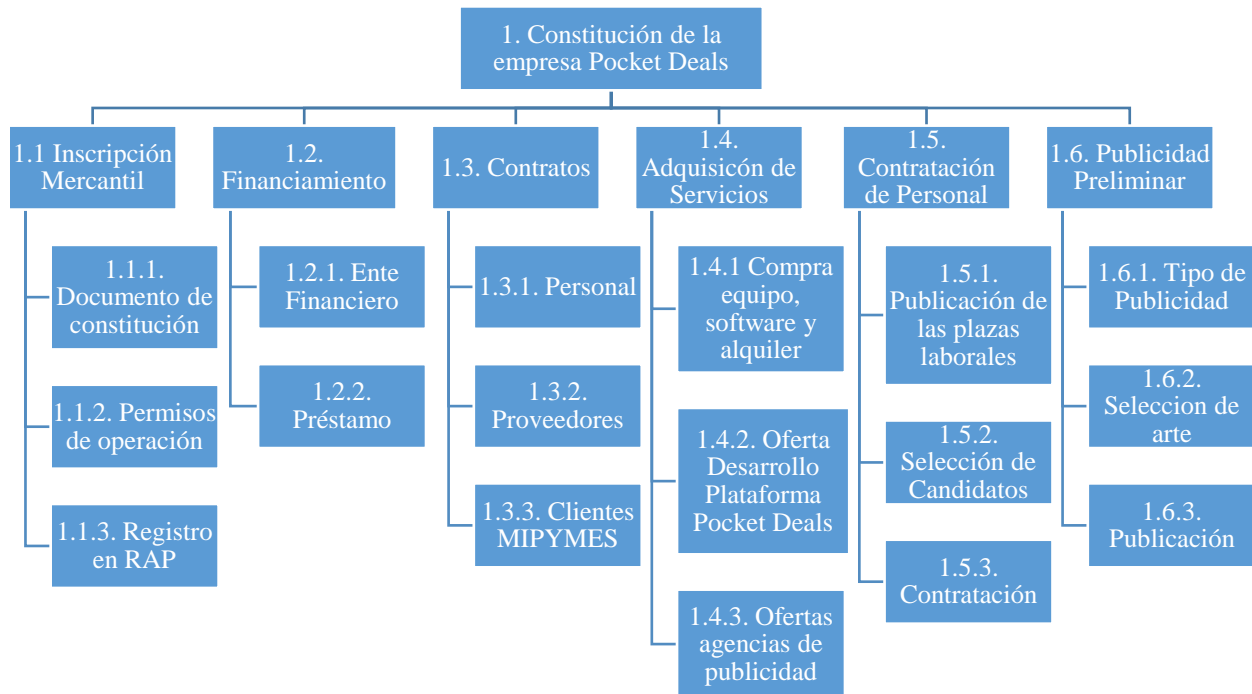 1. Constitución de la
empresa Pocket Deals
1.1 Inscripción
Mercantil
1.1.1.
Documento de
constitución
1.1.2. Permisos
de operación
1.1.3. Registro
en RAP
1.2.
Financiamiento
1.2.1. Ente
Financiero
1.2.2.
Préstamo
1.3. Contratos
1.3.1. Personal
1.3.2.
Proveedores
1.3.3. Clientes
MIPYMES
1.4.
Adquisicón de
Servicios
1.4.1 Compra
equipo,
software y
alquiler
1.4.2. Oferta
Desarrollo
Plataforma
Pocket Deals
1.4.3. Ofertas
agencias de
publicidad
1.5.
Contratación
de Personal
1.5.1.
Publicación de
las plazas
laborales
1.5.2.
Selección de
Candidatos
1.5.3.
Contratación
1.6. Publicidad
Preliminar
1.6.1. Tipo de
Publicidad
1.6.2.
Seleccion de
arte
1.6.3.
Publicación